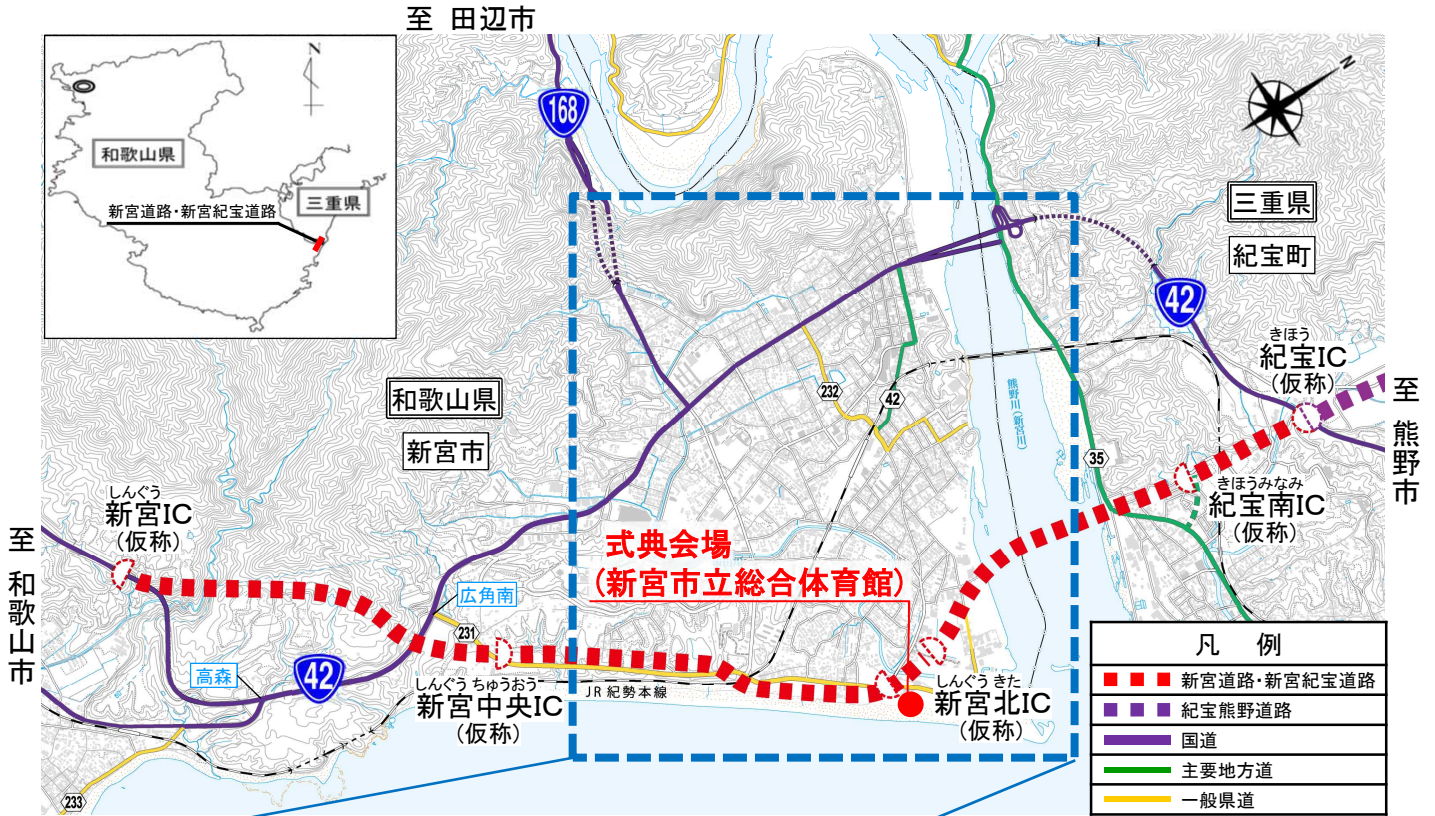 至 田辺市
N
和歌山県
三重県
新宮道路・新宮紀宝道路
168
N
三重県
紀宝町
42
きほう
紀宝IC
(仮称)
至 熊野市
232
42
熊野川(新宮川)
35
きほうみなみ
紀宝南IC
(仮称)
和歌山県
新宮市
しんぐう
新宮IC
(仮称)
至 和歌山市
式典会場
(新宮市立総合体育館)
広角南
231
高森
42
しんぐう ちゅうおう
新宮中央IC
(仮称)
JR紀勢本線
しんぐう きた
新宮北IC
(仮称)
233
凡 例
新宮道路・新宮紀宝道路
紀宝熊野道路
国道
主要地方道
一般県道